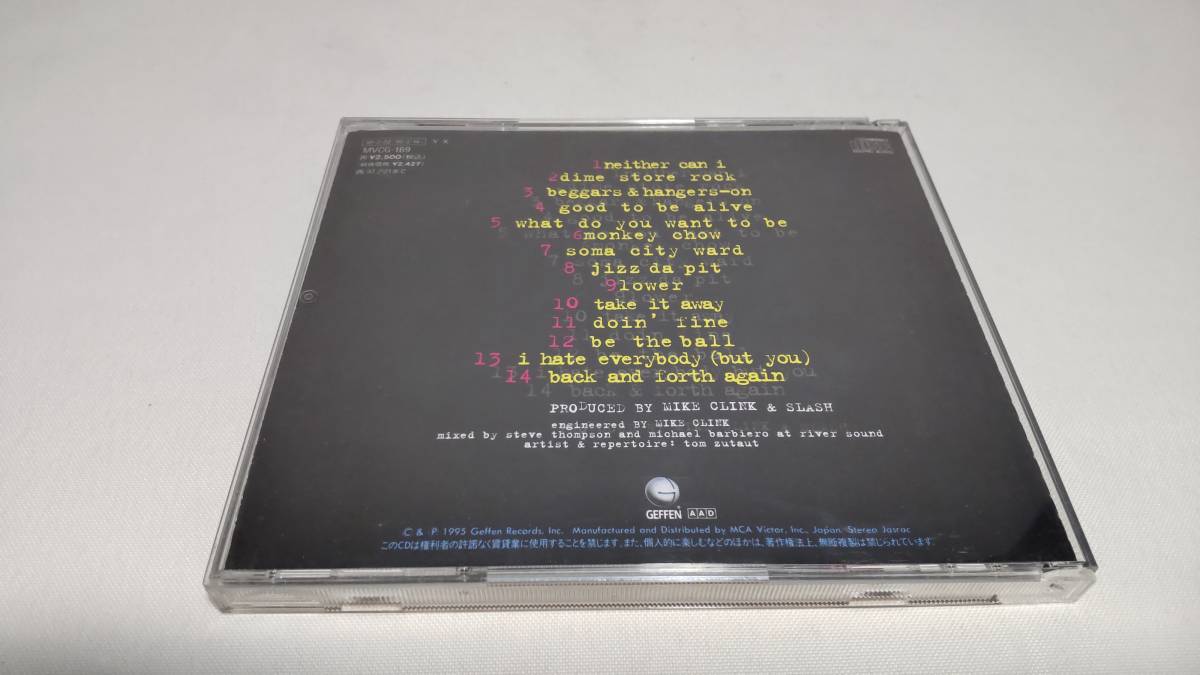 MVCG-169
¥2,500(税込)
¥2,427
Y X
1 neither can i
2 dime store rock
3 beggars & hangers-on
4 good to be alive
5 what do you want to be
6 monkey chow
7 soma city ward
8 jizz da pit
9 lower
10 take it away
11 doin' fine
12 be the ball
13 i hate everybody (but you)
14 back and forth again
PRODUCED BY MIKE CLINK & SLASH
engineered BY MIKE CLINK
mixed by steve thompson and michael barbiero at river sound
artist & repertoire: tom zutaut
GEFFEN AAD
C & P 1995 Geffen Records, Inc. Manufactured and Distributed by MCA Victor, Inc., Japan. Stereo Jasrac
このCDは権利者の許諾なく賃貸業に使用することを禁じます。また、個人的に楽しむなどのほかは、著作権法上、無断複製は禁じられています。